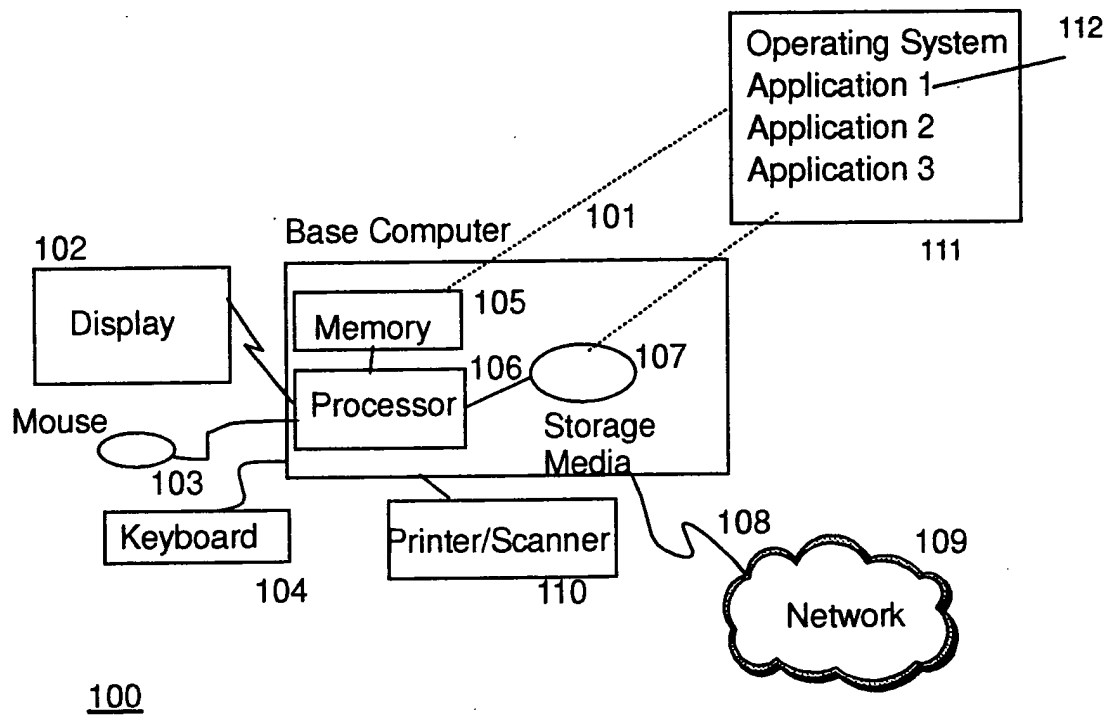 112
Operating System
Application 1
Application 2
Application 3
101
111
Base Computer
102
Display
105
Memory
106
107
Processor
Mouse
Storage
Media
103
108
109
Keyboard
Printer/Scanner
104
110
Network
100